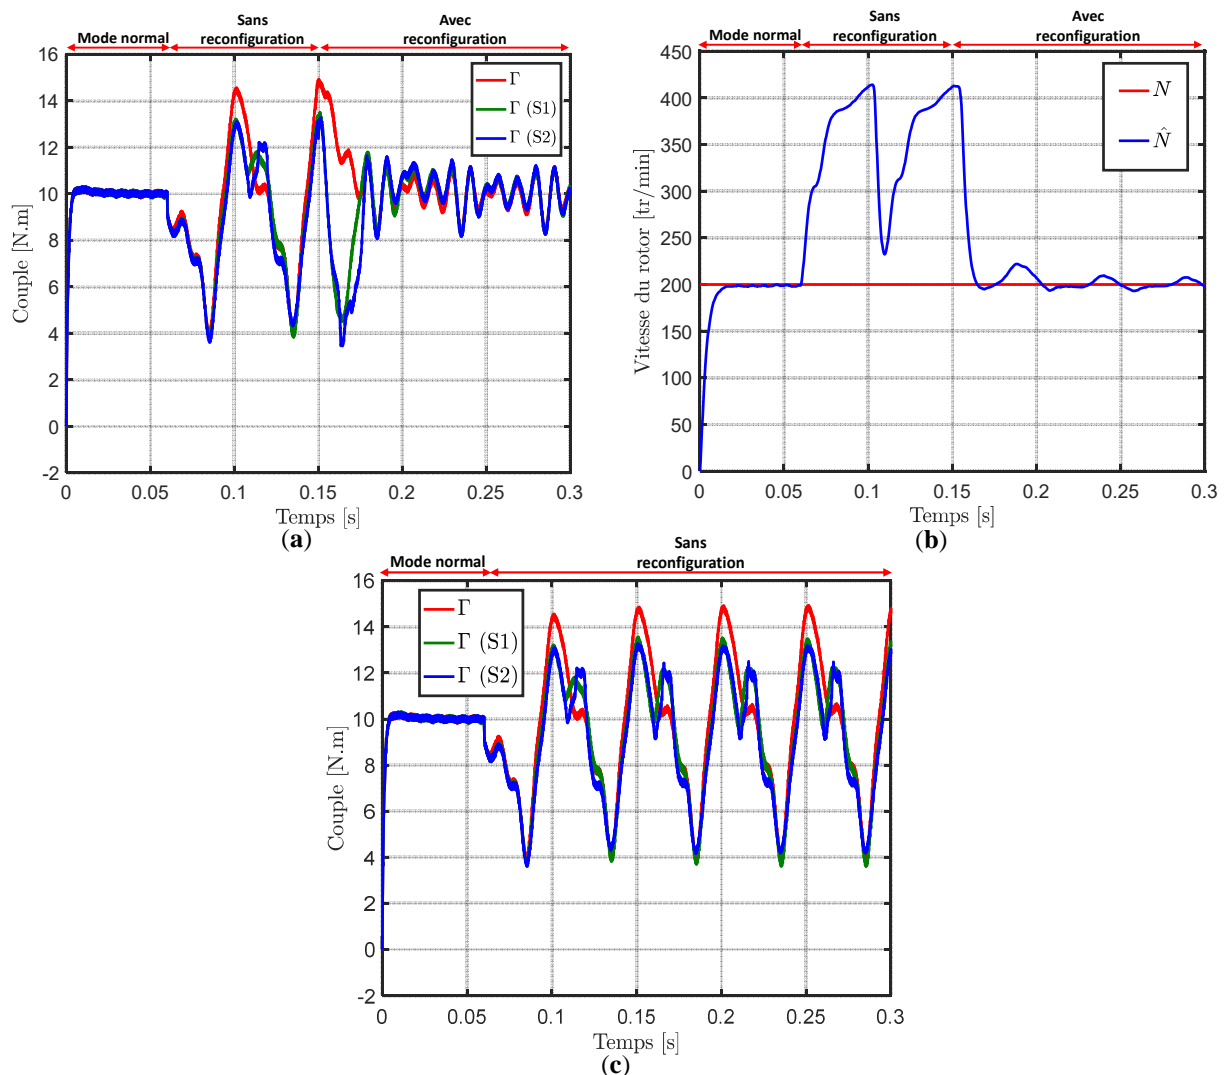 Mode normal
Sans
reconfiguration
Avec
reconfiguration
16
14
12
10
8
6
4
2
0
-2
Couple [N.m]
Γ
Γ (S1)
Γ (S2)
0
0.05
0.1
0.15
0.2
0.25
0.3
Temps [s]
(a)
Mode normal
Sans
reconfiguration
Avec
reconfiguration
450
400
350
300
250
200
150
100
50
0
Vitesse du rotor [tr/min]
N
N̂
0
0.05
0.1
0.15
0.2
0.25
0.3
Temps [s]
(b)
Mode normal
Sans
reconfiguration
16
14
12
10
8
6
4
2
0
-2
Couple [N.m]
Γ
Γ (S1)
Γ (S2)
0
0.05
0.1
0.15
0.2
0.25
0.3
Temps [s]
(c)